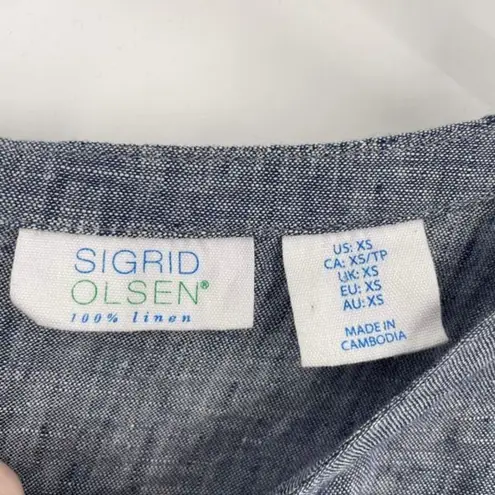 SIGRID
OLSEN®
100% linen
US: XS
CA: XS/TP
UK: XS
EU: XS
AU: XS
MADE IN
CAMBODIA